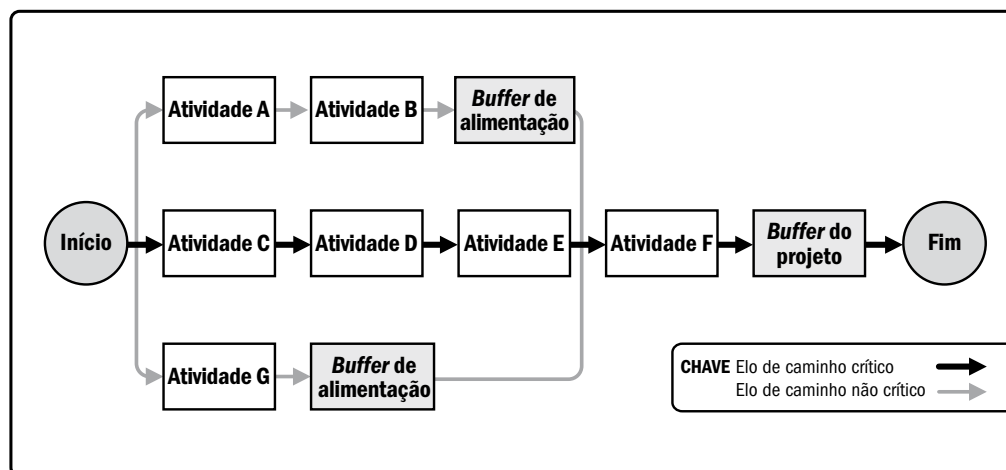 Atividade A
Atividade B
Buffer de
alimentação
Início
Atividade C
Atividade D
Atividade E
Atividade F
Buffer do
projeto
Fim
Atividade G
Buffer de
alimentação
CHAVE Elo de caminho crítico
Elo de caminho não crítico